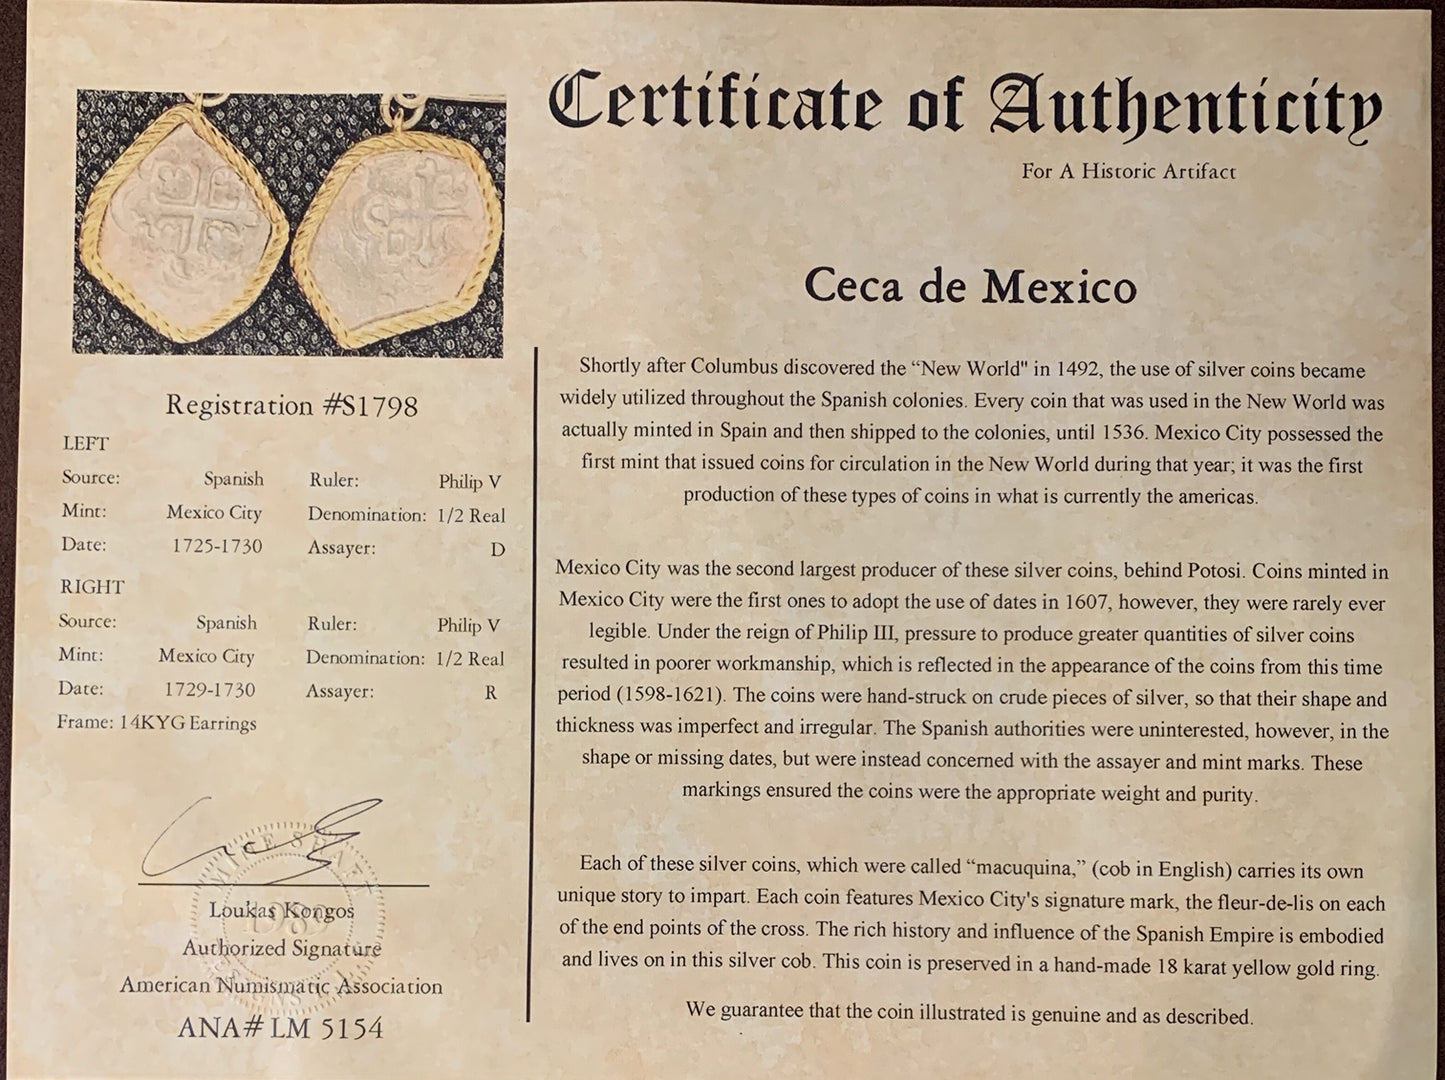 Certificate of Authenticity
For A Historic Artifact
Ceca de Mexico
Registration #S1798
LEFT
Source: Spanish Ruler: Philip V
Mint: Mexico City Denomination: 1/2 Real
Date: 1725-1730 Assayer: D
RIGHT
Source: Spanish Ruler: Philip V
Mint: Mexico City Denomination: 1/2 Real
Date: 1729-1730 Assayer: R
Frame: 14KYG Earrings
Loukas Kongos
Authorized Signature
American Numismatic Association
ANA# LM 5154
MIKE
1989
Shortly after Columbus discovered the “New World" in 1492, the use of silver coins became
widely utilized throughout the Spanish colonies. Every coin that was used in the New World was
actually minted in Spain and then shipped to the colonies, until 1536. Mexico City possessed the
first mint that issued coins for circulation in the New World during that year; it was the first
production of these types of coins in what is currently the americas.
Mexico City was the second largest producer of these silver coins, behind Potosi. Coins minted in
Mexico City were the first ones to adopt the use of dates in 1607, however, they were rarely ever
legible. Under the reign of Philip III, pressure to produce greater quantities of silver coins
resulted in poorer workmanship, which is reflected in the appearance of the coins from this time
period (1598-1621). The coins were hand-struck on crude pieces of silver, so that their shape and
thickness was imperfect and irregular. The Spanish authorities were uninterested, however, in the
shape or missing dates, but were instead concerned with the assayer and mint marks. These
markings ensured the coins were the appropriate weight and purity.
Each of these silver coins, which were called “macuquina,” (cob in English) carries its own
unique story to impart. Each coin features Mexico City's signature mark, the fleur-de-lis on each
of the end points of the cross. The rich history and influence of the Spanish Empire is embodied
and lives on in this silver cob. This coin is preserved in a hand-made 18 karat yellow gold ring.
We guarantee that the coin illustrated is genuine and as described.